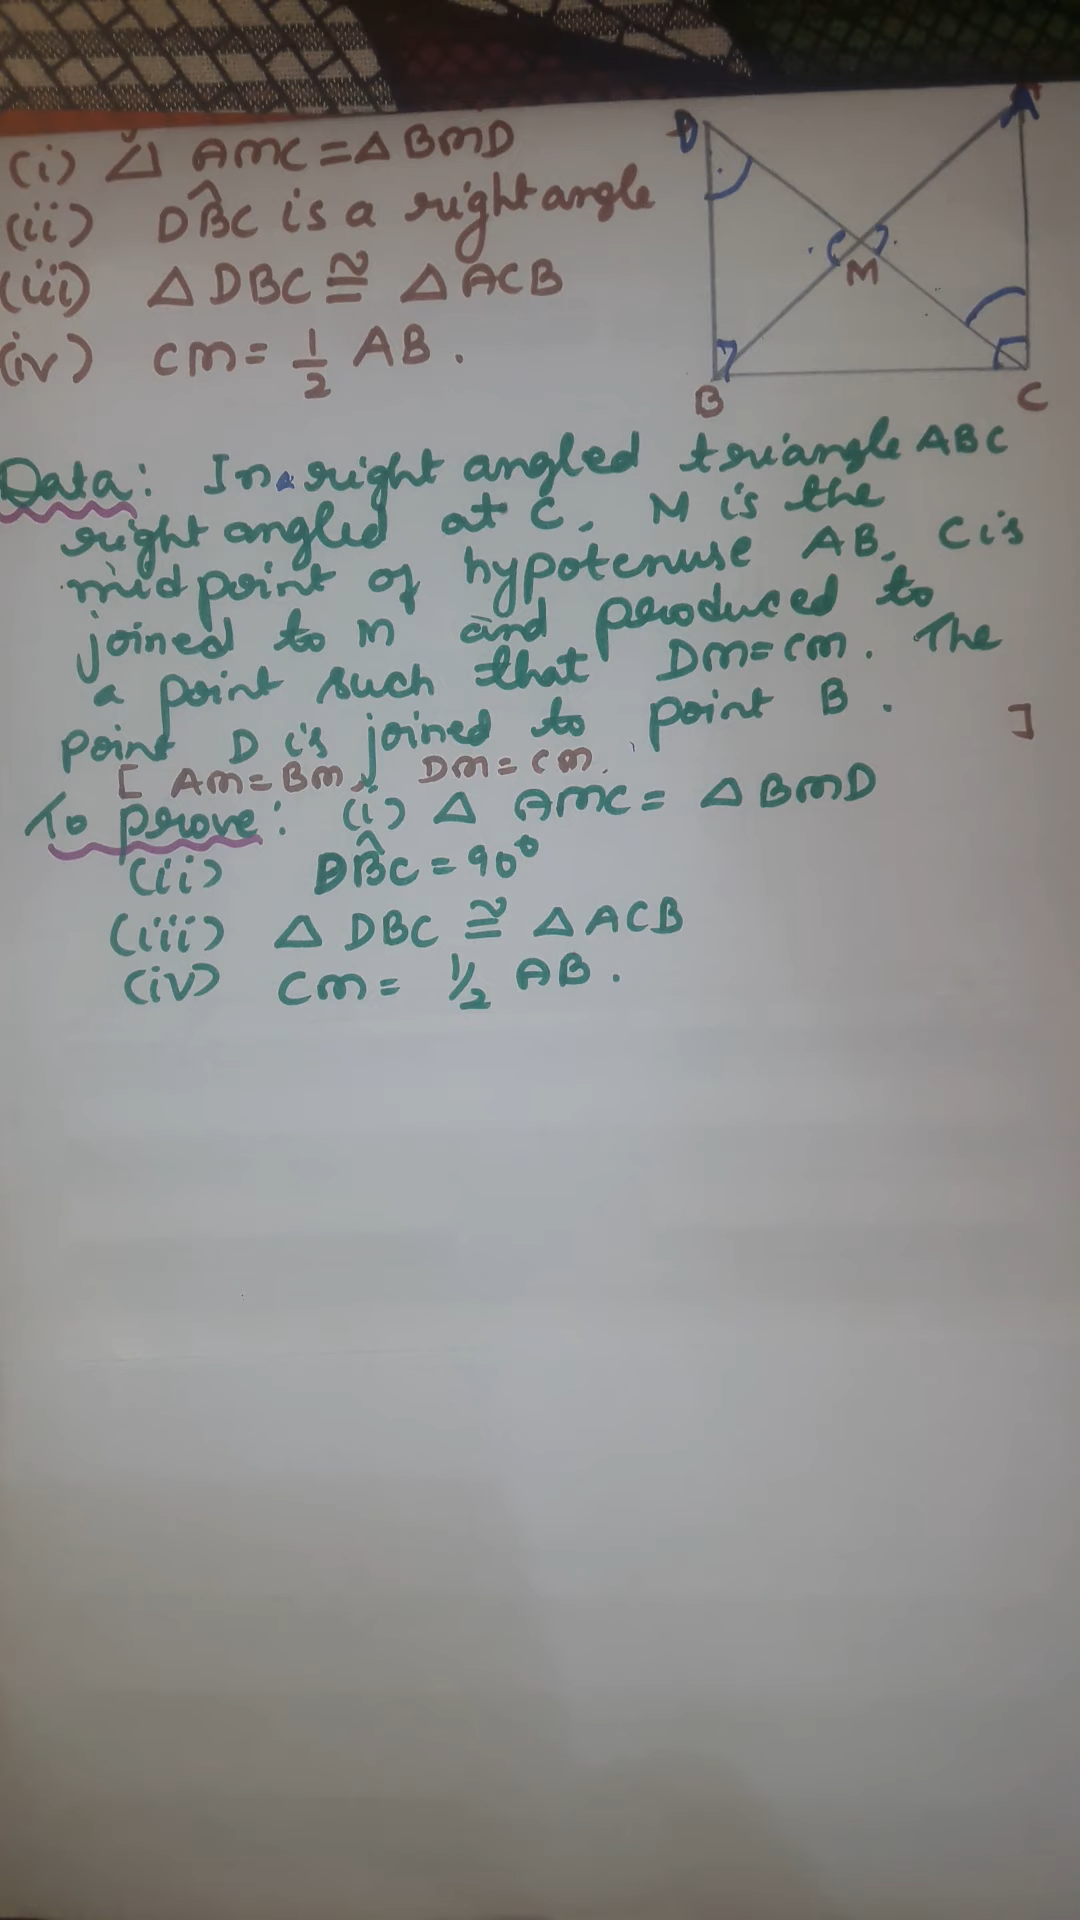 (i) △ AMC = △ BMD
(ii) DB̂C is a right angle
(iii) △ DBC ≅ △ ACB
(iv) CM = 1/2 AB.
D
A
M
B
C
Data: In a right angled triangle ABC
right angled at C. M is the
midpoint of hypotenuse AB. C is
joined to M and produced to
a point such that DM = CM. The
point D is joined to point B.
[ AM = BM, DM = CM. ]
To prove: (i) △ AMC = △ BMD
(ii) DB̂C = 90°
(iii) △ DBC ≅ △ ACB
(iv) CM = 1/2 AB.